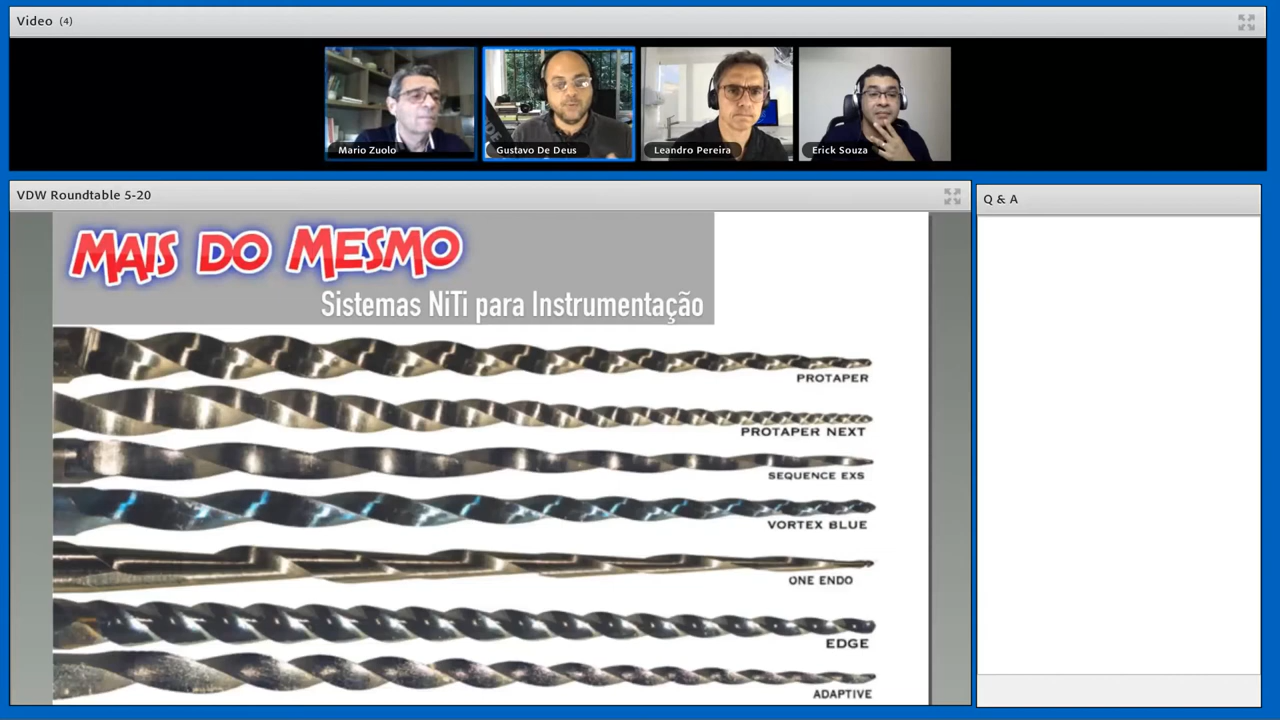 Video (4)
Mario Zuolo
Gustavo De Deus
Leandro Pereira
Erick Souza
VDW Roundtable 5-20
Q & A
MAIS DO MESMO
Sistemas NiTi para Instrumentação
PROTAPER
PROTAPER NEXT
SEQUENCE EXS
VORTEX BLUE
ONE ENDO
EDGE
ADAPTIVE